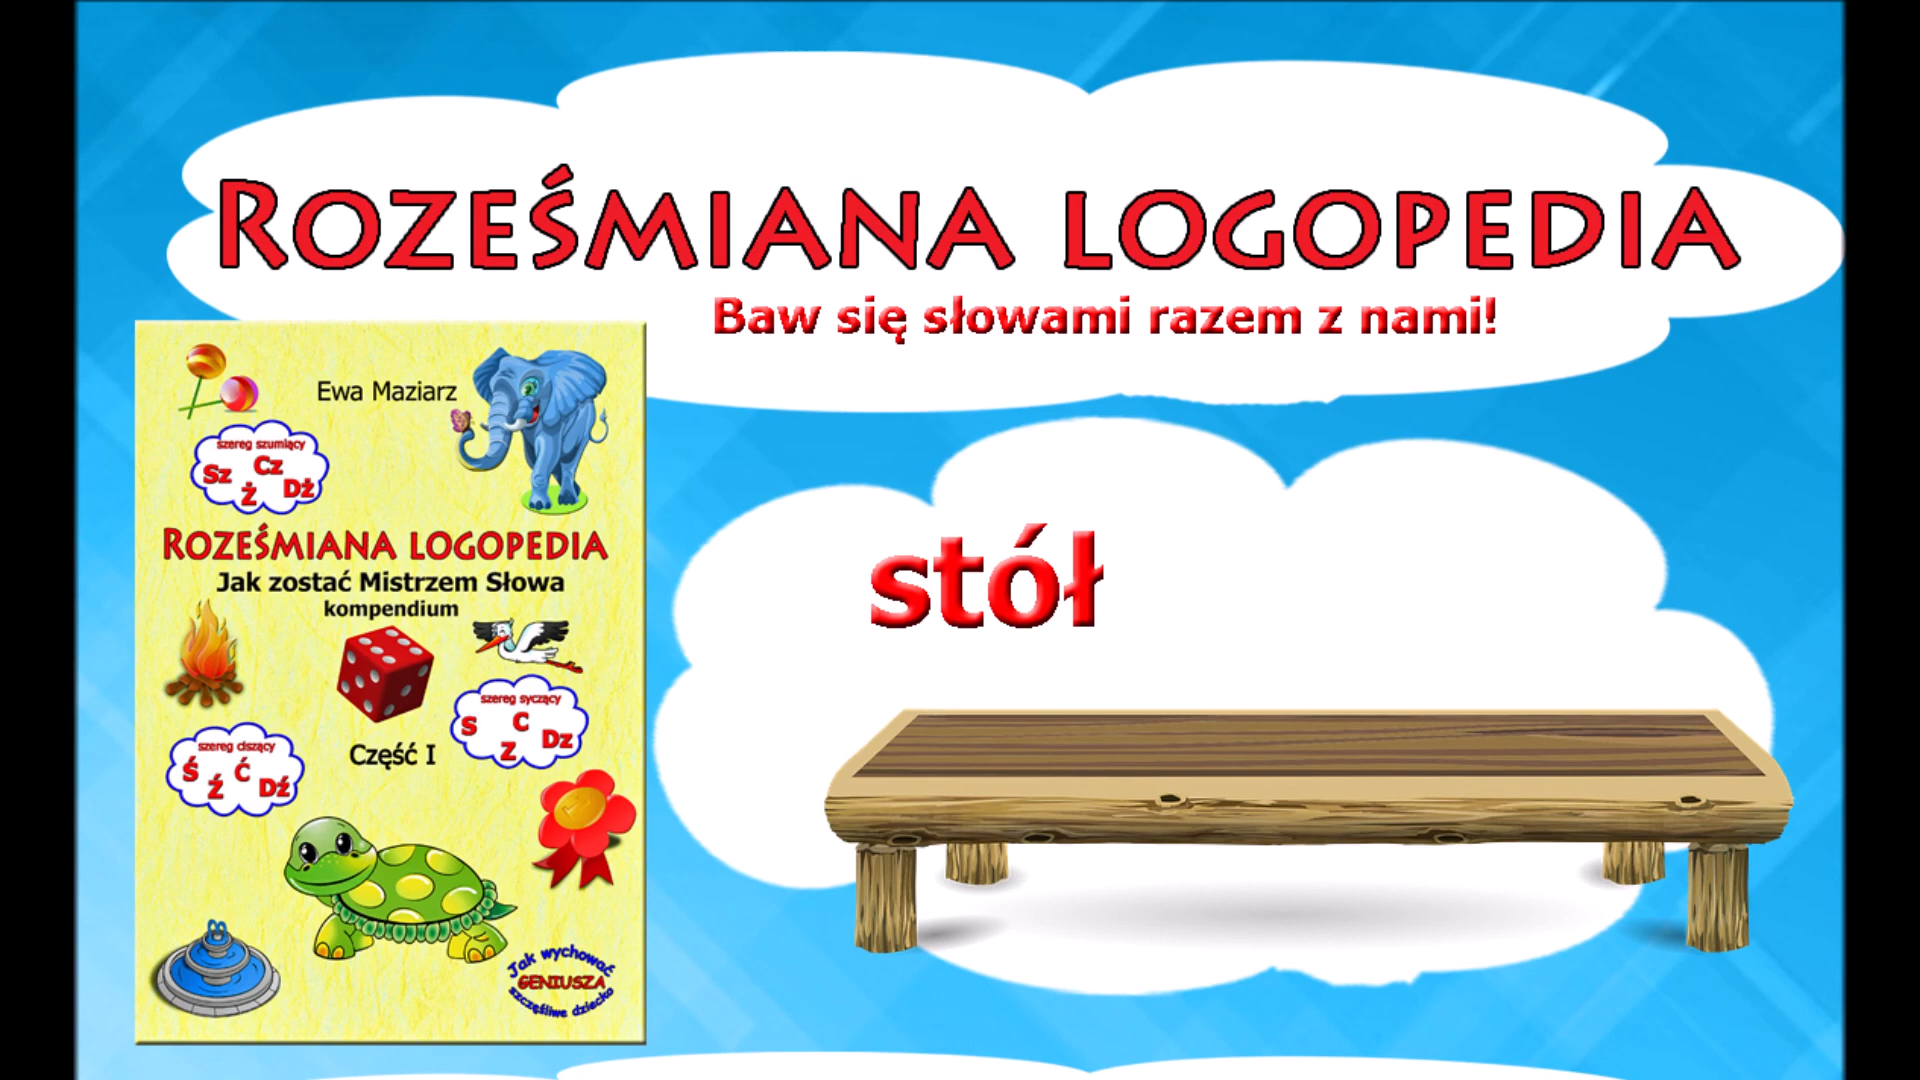 ROZEŚMIANA LOGOPEDIA
Baw się słowami razem z nami!
Ewa Maziarz
szereg szumiący
Sz Cz
Ż Dż
ROZEŚMIANA LOGOPEDIA
Jak zostać Mistrzem Słowa
kompendium
szereg syczący
S C
Z Dz
Część I
szereg ciszący
Ś Ć
Ź Dź
Jak wychować
GENIUSZA
szczęśliwe dziecko
stół